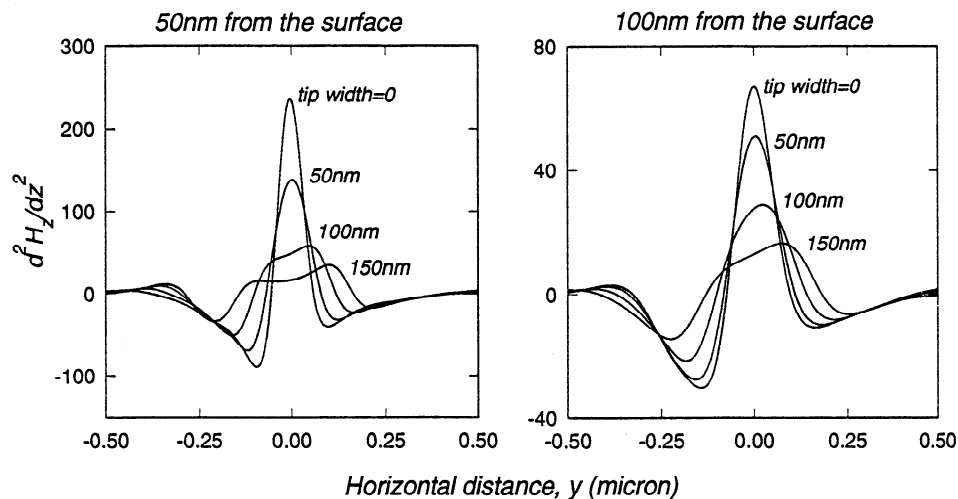 50nm from the surface
100nm from the surface
300
200
100
0
-100
d²H_z/dz²
tip width=0
50nm
100nm
150nm
-0.50 -0.25 0.00 0.25 0.50
80
40
0
-40
tip width=0
50nm
100nm
150nm
-0.50 -0.25 0.00 0.25 0.50
Horizontal distance, y (micron)